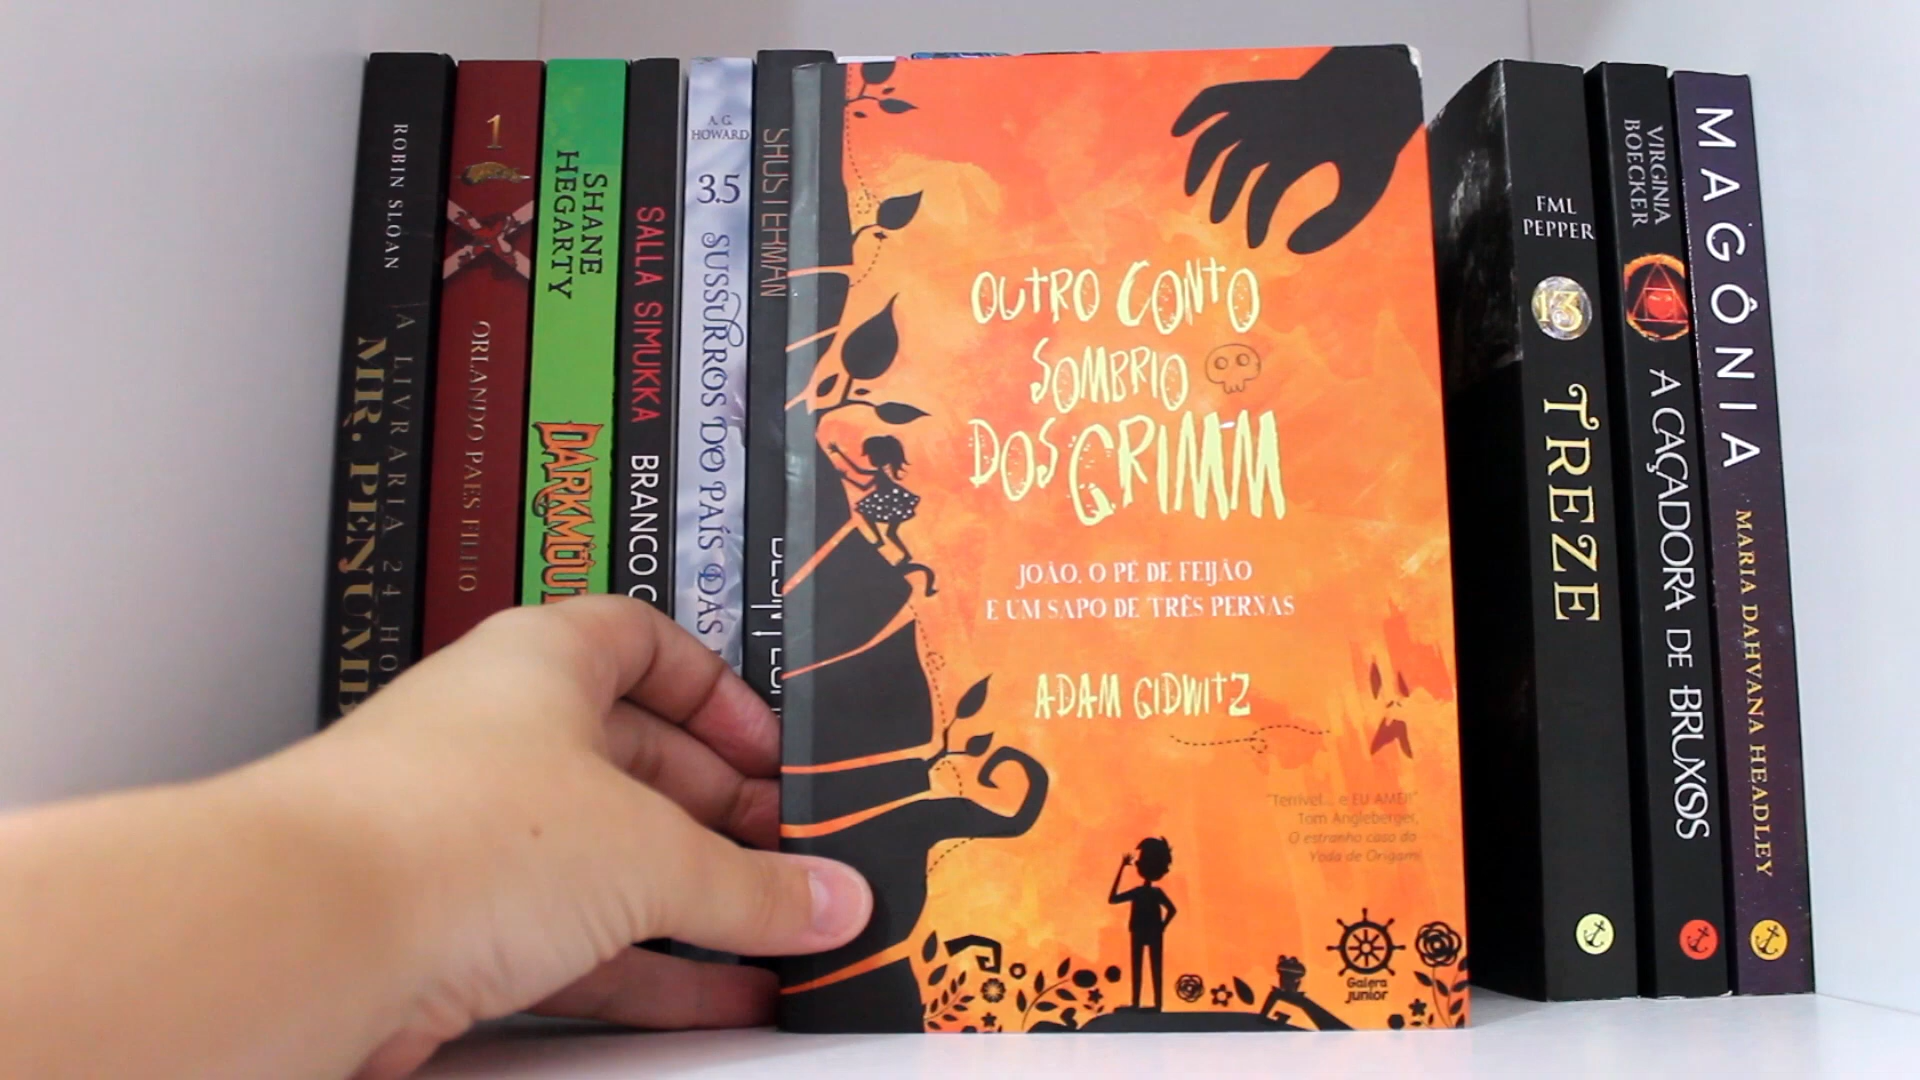 ROBIN SLOAN
A LIVRARIA 24 HO
MR. PENUMB
1
ORLANDO PAES FILHO
SHANE
HEGARTY
DARKMOUT
SALLA SIMUKKA
BRANCO C
A. G.
HOWARD
3.5
SUSSURROS DO PAÍS DAS
SHUSTERMAN
OUTRO CONTO
SOMBRIO
DOS GRIMM
JOÃO, O PÉ DE FEIJÃO
E UM SAPO DE TRÊS PERNAS
ADAM GIDWITZ
"Terrível... e EU AMEI!"
Tom Angleberger,
O estranho caso do
Yoda de Origami
Galera
junior
FML
PEPPER
13
TREZE
VIRGINIA
BOECKER
A CAÇADORA DE BRUXOS
MAGÔNIA
MARIA DAHVANA HEADLEY